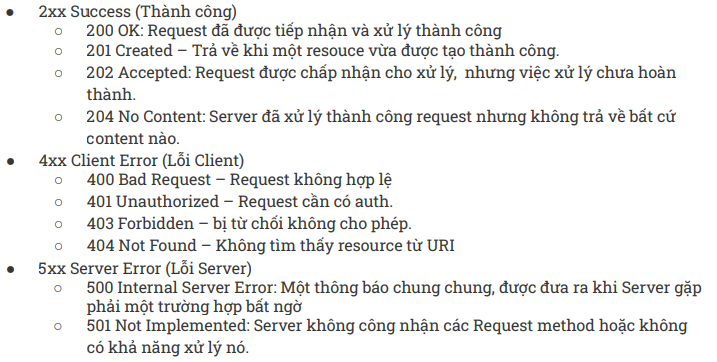 ● 2xx Success (Thành công)
○ 200 OK: Request đã được tiếp nhận và xử lý thành công
○ 201 Created – Trả về khi một resouce vừa được tạo thành công.
○ 202 Accepted: Request được chấp nhận cho xử lý, nhưng việc xử lý chưa hoàn
thành.
○ 204 No Content: Server đã xử lý thành công request nhưng không trả về bất cứ
content nào.
● 4xx Client Error (Lỗi Client)
○ 400 Bad Request – Request không hợp lệ
○ 401 Unauthorized – Request cần có auth.
○ 403 Forbidden – bị từ chối không cho phép.
○ 404 Not Found – Không tìm thấy resource từ URI
● 5xx Server Error (Lỗi Server)
○ 500 Internal Server Error: Một thông báo chung chung, được đưa ra khi Server gặp
phải một trường hợp bất ngờ
○ 501 Not Implemented: Server không công nhận các Request method hoặc không
có khả năng xử lý nó.